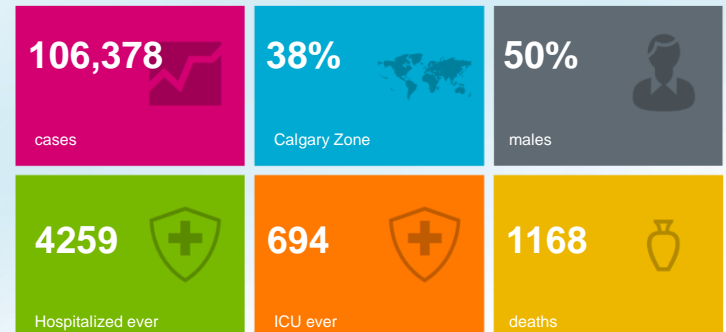 106,378
38%
50%
cases
Calgary Zone
males
4259
694
1168
Hospitalized ever
ICU ever
deaths